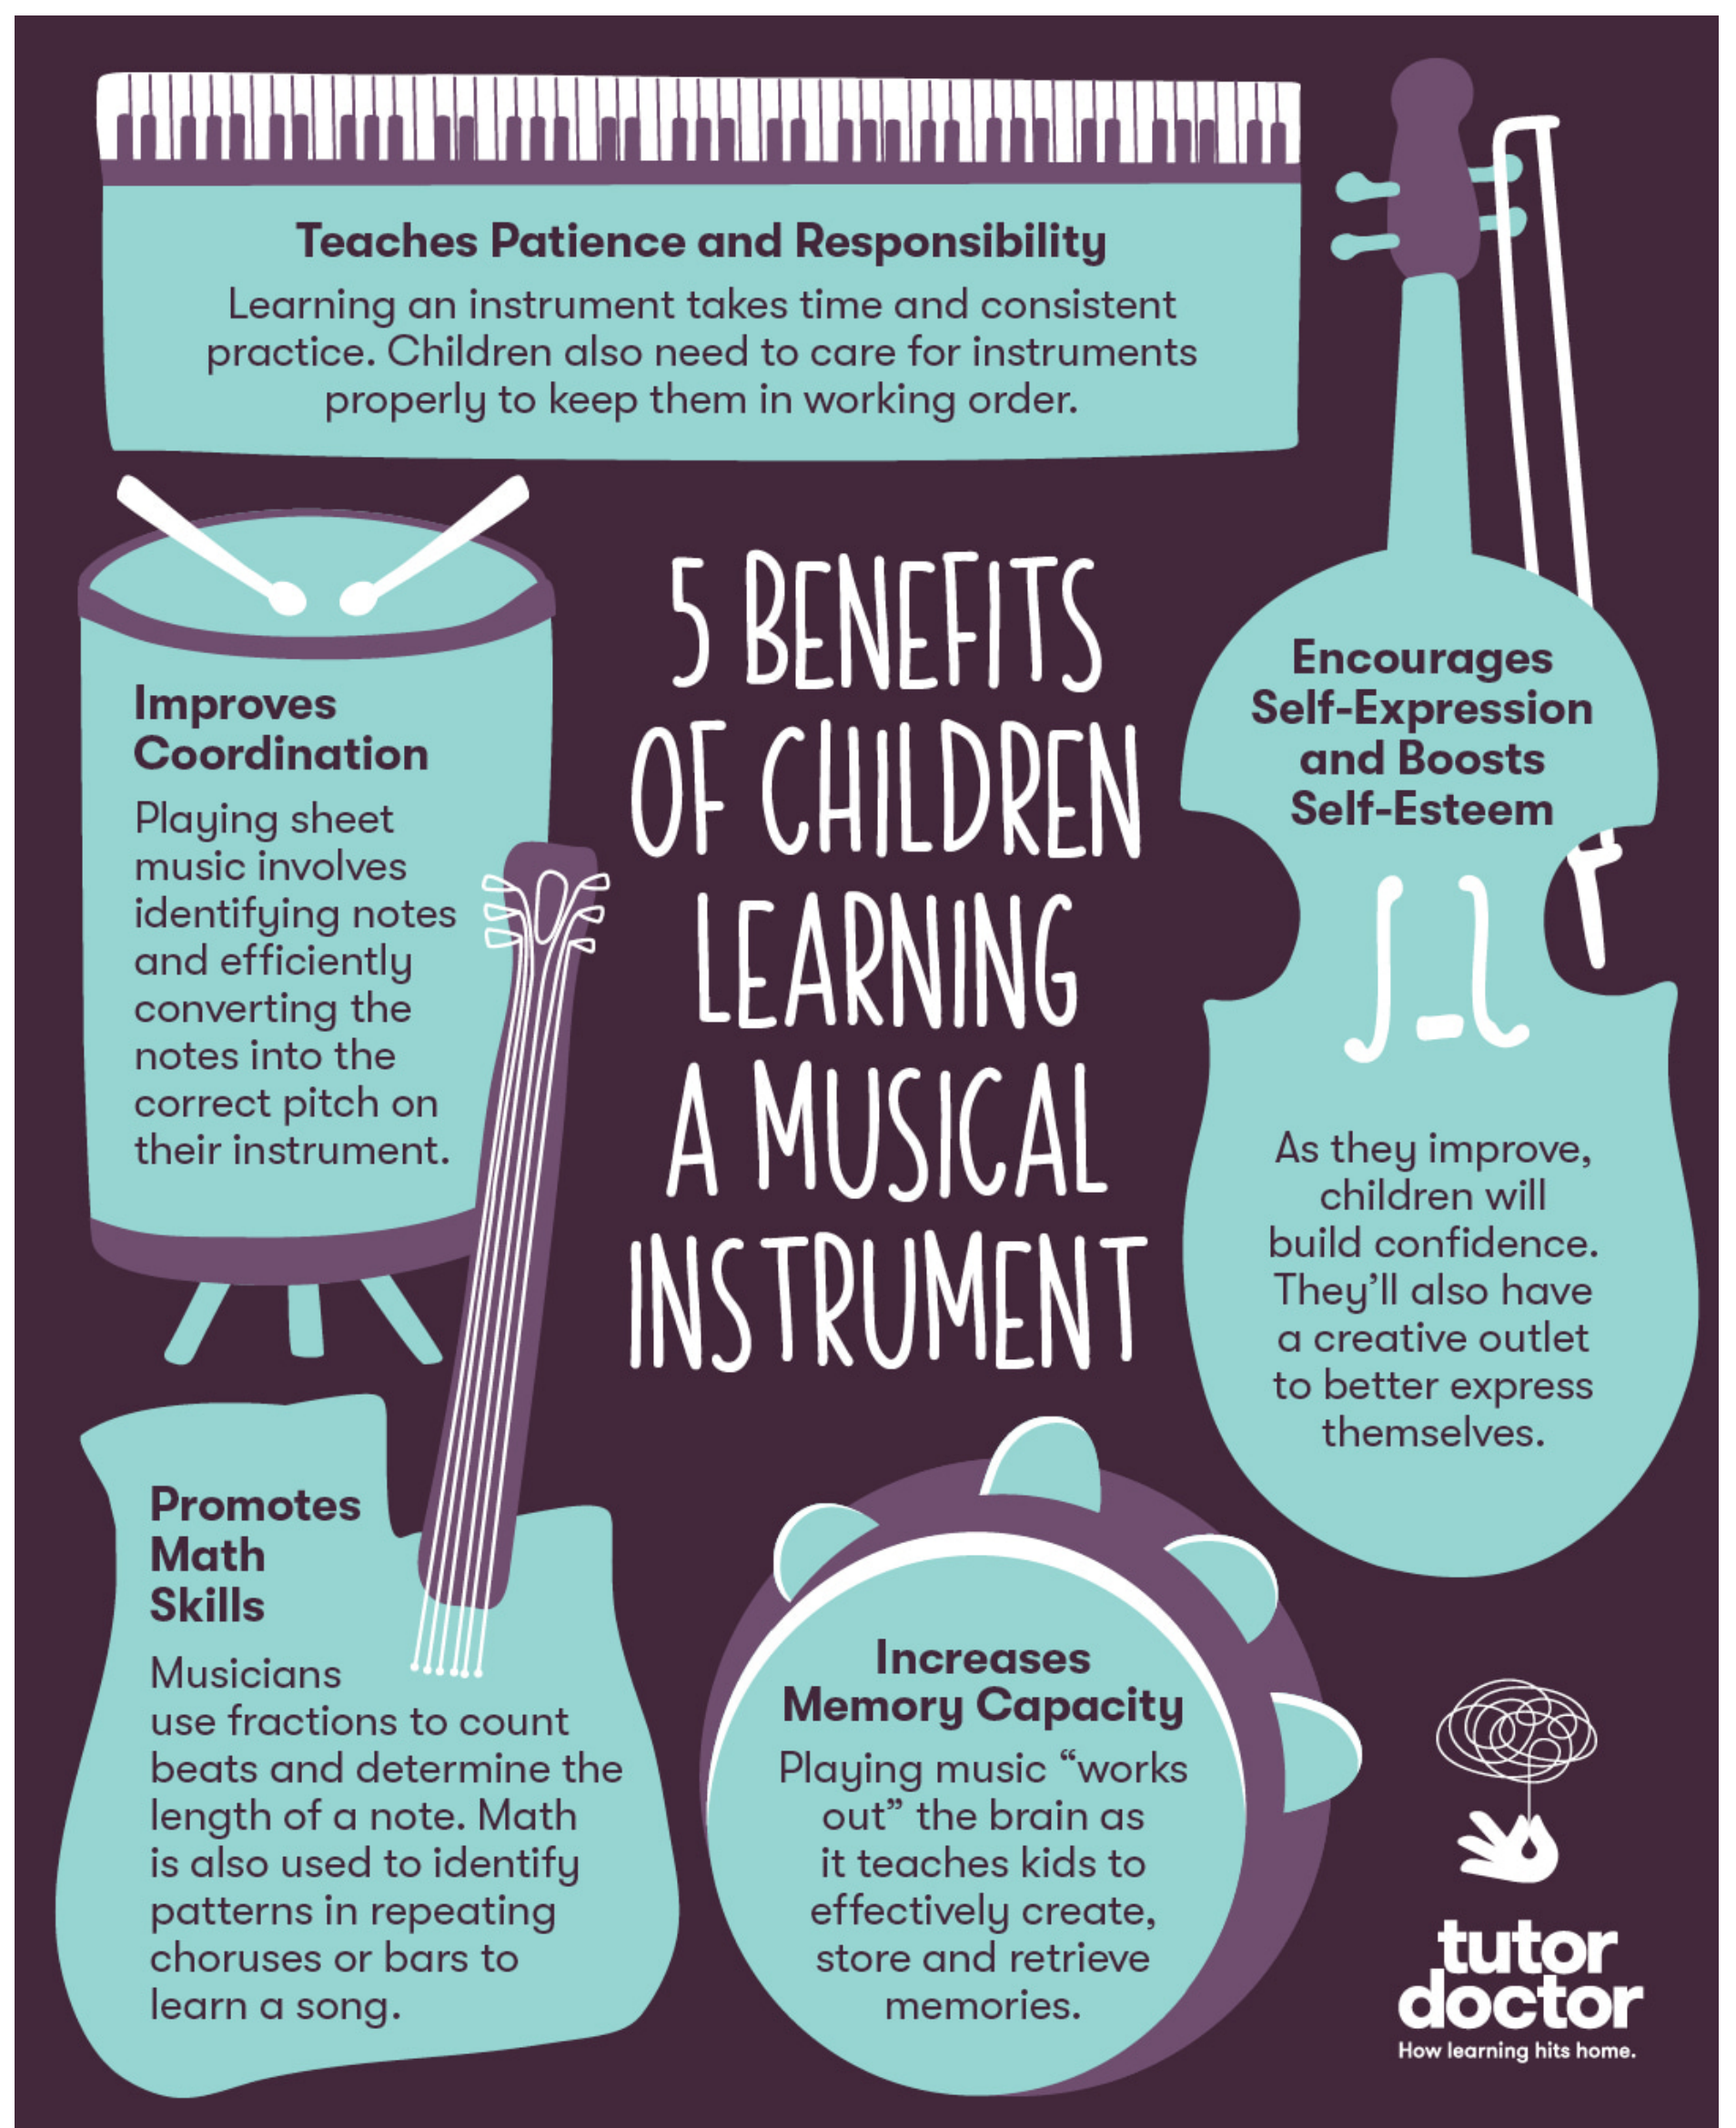 Teaches Patience and Responsibility
Learning an instrument takes time and consistent
practice. Children also need to care for instruments
properly to keep them in working order.
5 BENEFITS
OF CHILDREN
LEARNING
A MUSICAL
INSTRUMENT
Improves
Coordination
Playing sheet
music involves
identifying notes
and efficiently
converting the
notes into the
correct pitch on
their instrument.
Encourages
Self-Expression
and Boosts
Self-Esteem
As they improve,
children will
build confidence.
They’ll also have
a creative outlet
to better express
themselves.
Promotes
Math
Skills
Musicians
use fractions to count
beats and determine the
length of a note. Math
is also used to identify
patterns in repeating
choruses or bars to
learn a song.
Increases
Memory Capacity
Playing music “works
out” the brain as
it teaches kids to
effectively create,
store and retrieve
memories.
tutor
doctor
How learning hits home.